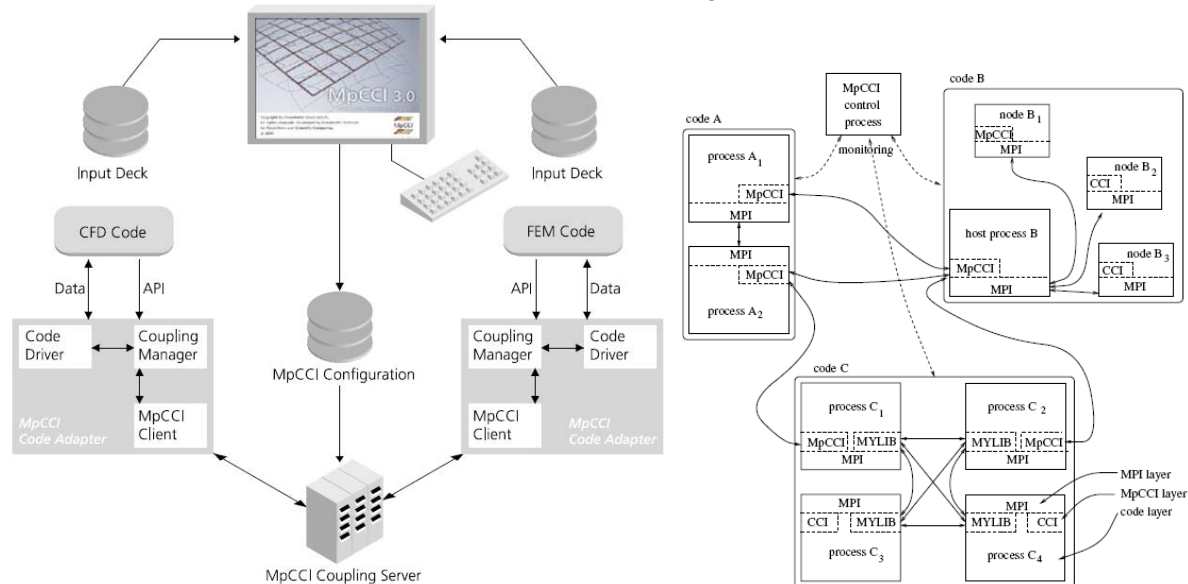 MpCCI 3.0
MpCCI
Input Deck
Input Deck
CFD Code
FEM Code
Data
API
API
Data
Code
Driver
Coupling
Manager
MpCCI
Client
MpCCI
Code Adapter
MpCCI Configuration
Coupling
Manager
Code
Driver
MpCCI
Client
MpCCI
Code Adapter
MpCCI Coupling Server
MpCCI
control
process
monitoring
code A
process A1
MpCCI
MPI
MPI
MpCCI
process A2
code B
node B1
MpCCI
MPI
node B2
CCI
MPI
host process B
MpCCI
MPI
node B3
CCI
MPI
code C
process C1
MpCCI
MYLIB
MPI
process C2
MYLIB
MpCCI
MPI
MPI
CCI
MYLIB
process C3
MPI
MYLIB
CCI
process C4
MPI layer
MpCCI layer
code layer